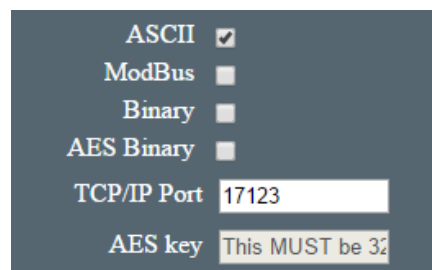 ASCII
ModBus
Binary
AES Binary
TCP/IP Port 17123
AES key This MUST be 32